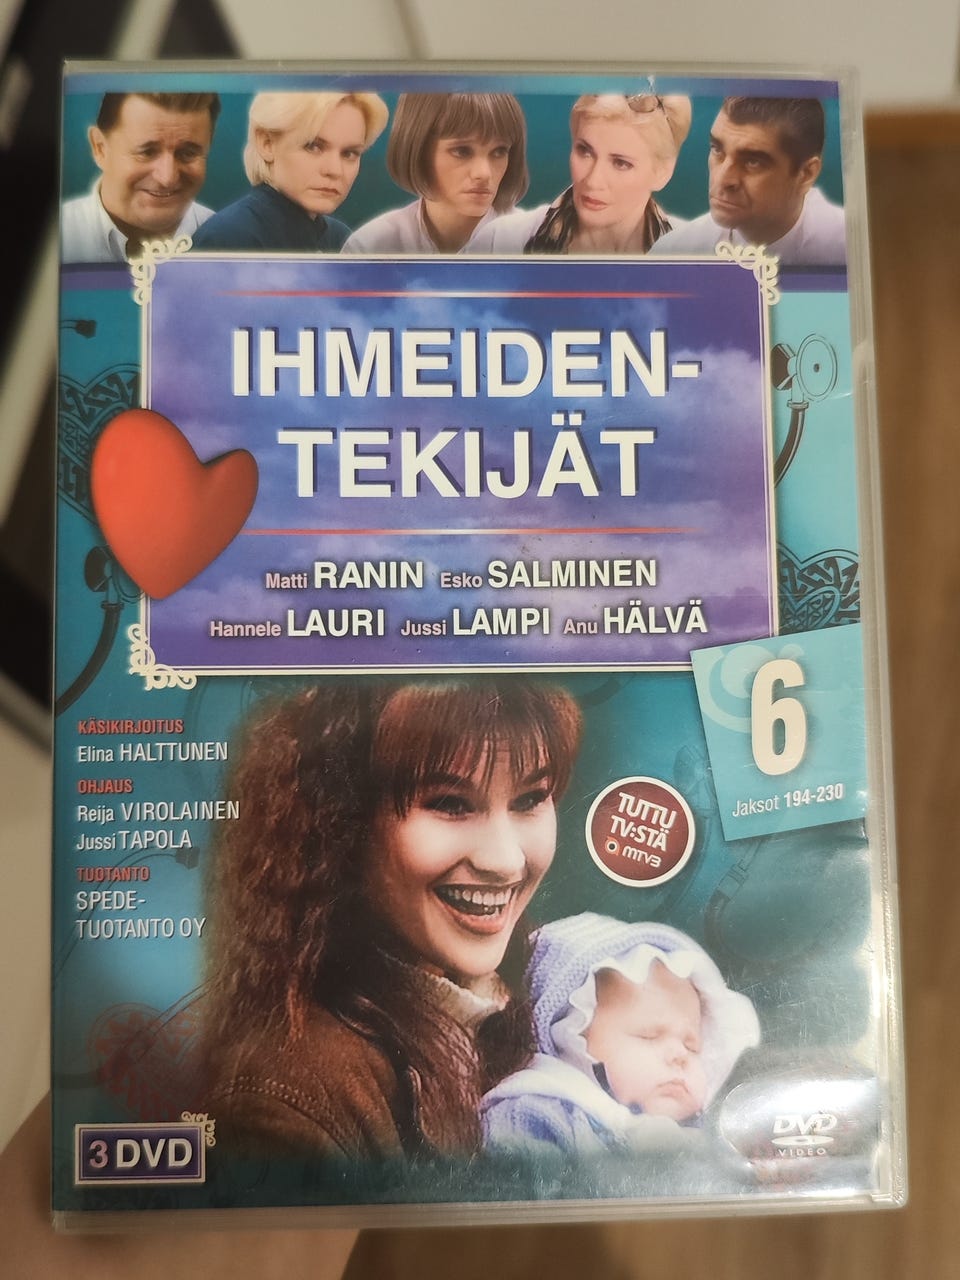 IHMEIDEN-
TEKIJÄT
Matti RANIN Esko SALMINEN
Hannele LAURI Jussi LAMPI Anu HÄLVÄ
6
Jaksot 194-230
KÄSIKIRJOITUS
Elina HALTTUNEN
OHJAUS
Reija VIROLAINEN
Jussi TAPOLA
TUOTANTO
SPEDE-
TUOTANTO OY
TUTTU
TV:STÄ
MTV3
3 DVD
DVD
VIDEO